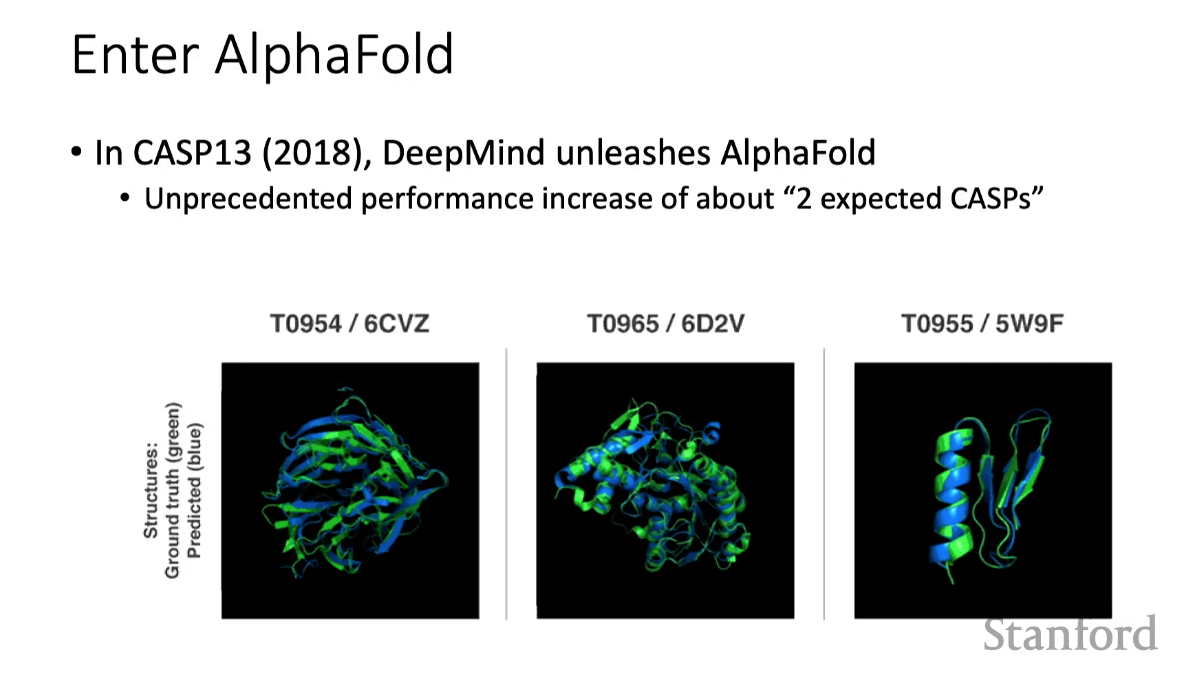 Enter AlphaFold
• In CASP13 (2018), DeepMind unleashes AlphaFold
• Unprecedented performance increase of about “2 expected CASPs”
T0954 / 6CVZ
T0965 / 6D2V
T0955 / 5W9F
Structures:
Ground truth (green)
Predicted (blue)
Stanford